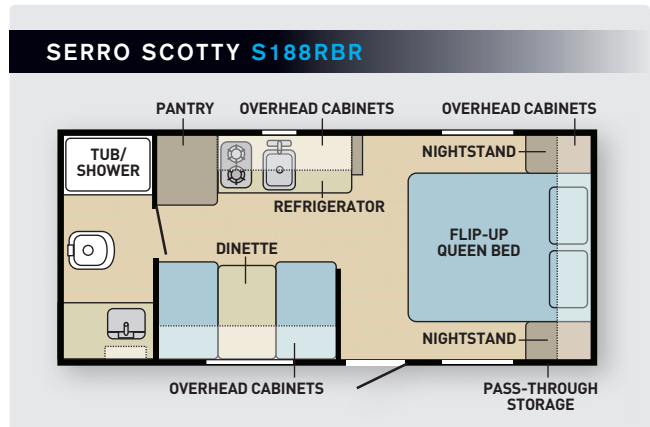 SERRO SCOTTY S188RBR
PANTRY
OVERHEAD CABINETS
OVERHEAD CABINETS
TUB/
SHOWER
NIGHTSTAND
REFRIGERATOR
DINETTE
FLIP-UP
QUEEN BED
NIGHTSTAND
OVERHEAD CABINETS
PASS-THROUGH
STORAGE